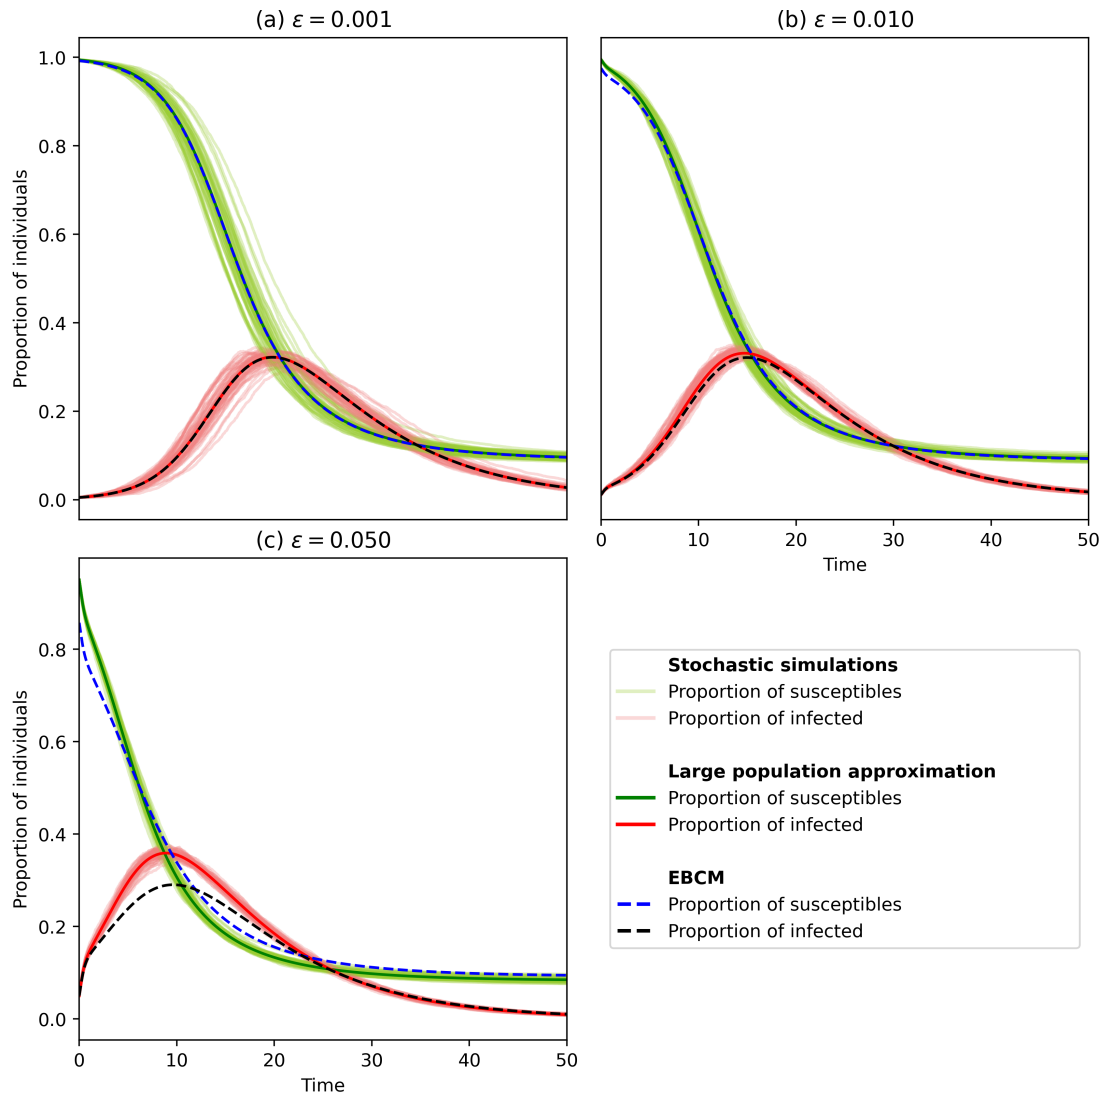 (a) ε = 0.001
Proportion of individuals
1.0
0.8
0.6
0.4
0.2
0.0
(b) ε = 0.010
0 10 20 30 40 50
Time
(c) ε = 0.050
Proportion of individuals
0.8
0.6
0.4
0.2
0.0
0 10 20 30 40 50
Time
Stochastic simulations
Proportion of susceptibles
Proportion of infected
Large population approximation
Proportion of susceptibles
Proportion of infected
EBCM
Proportion of susceptibles
Proportion of infected